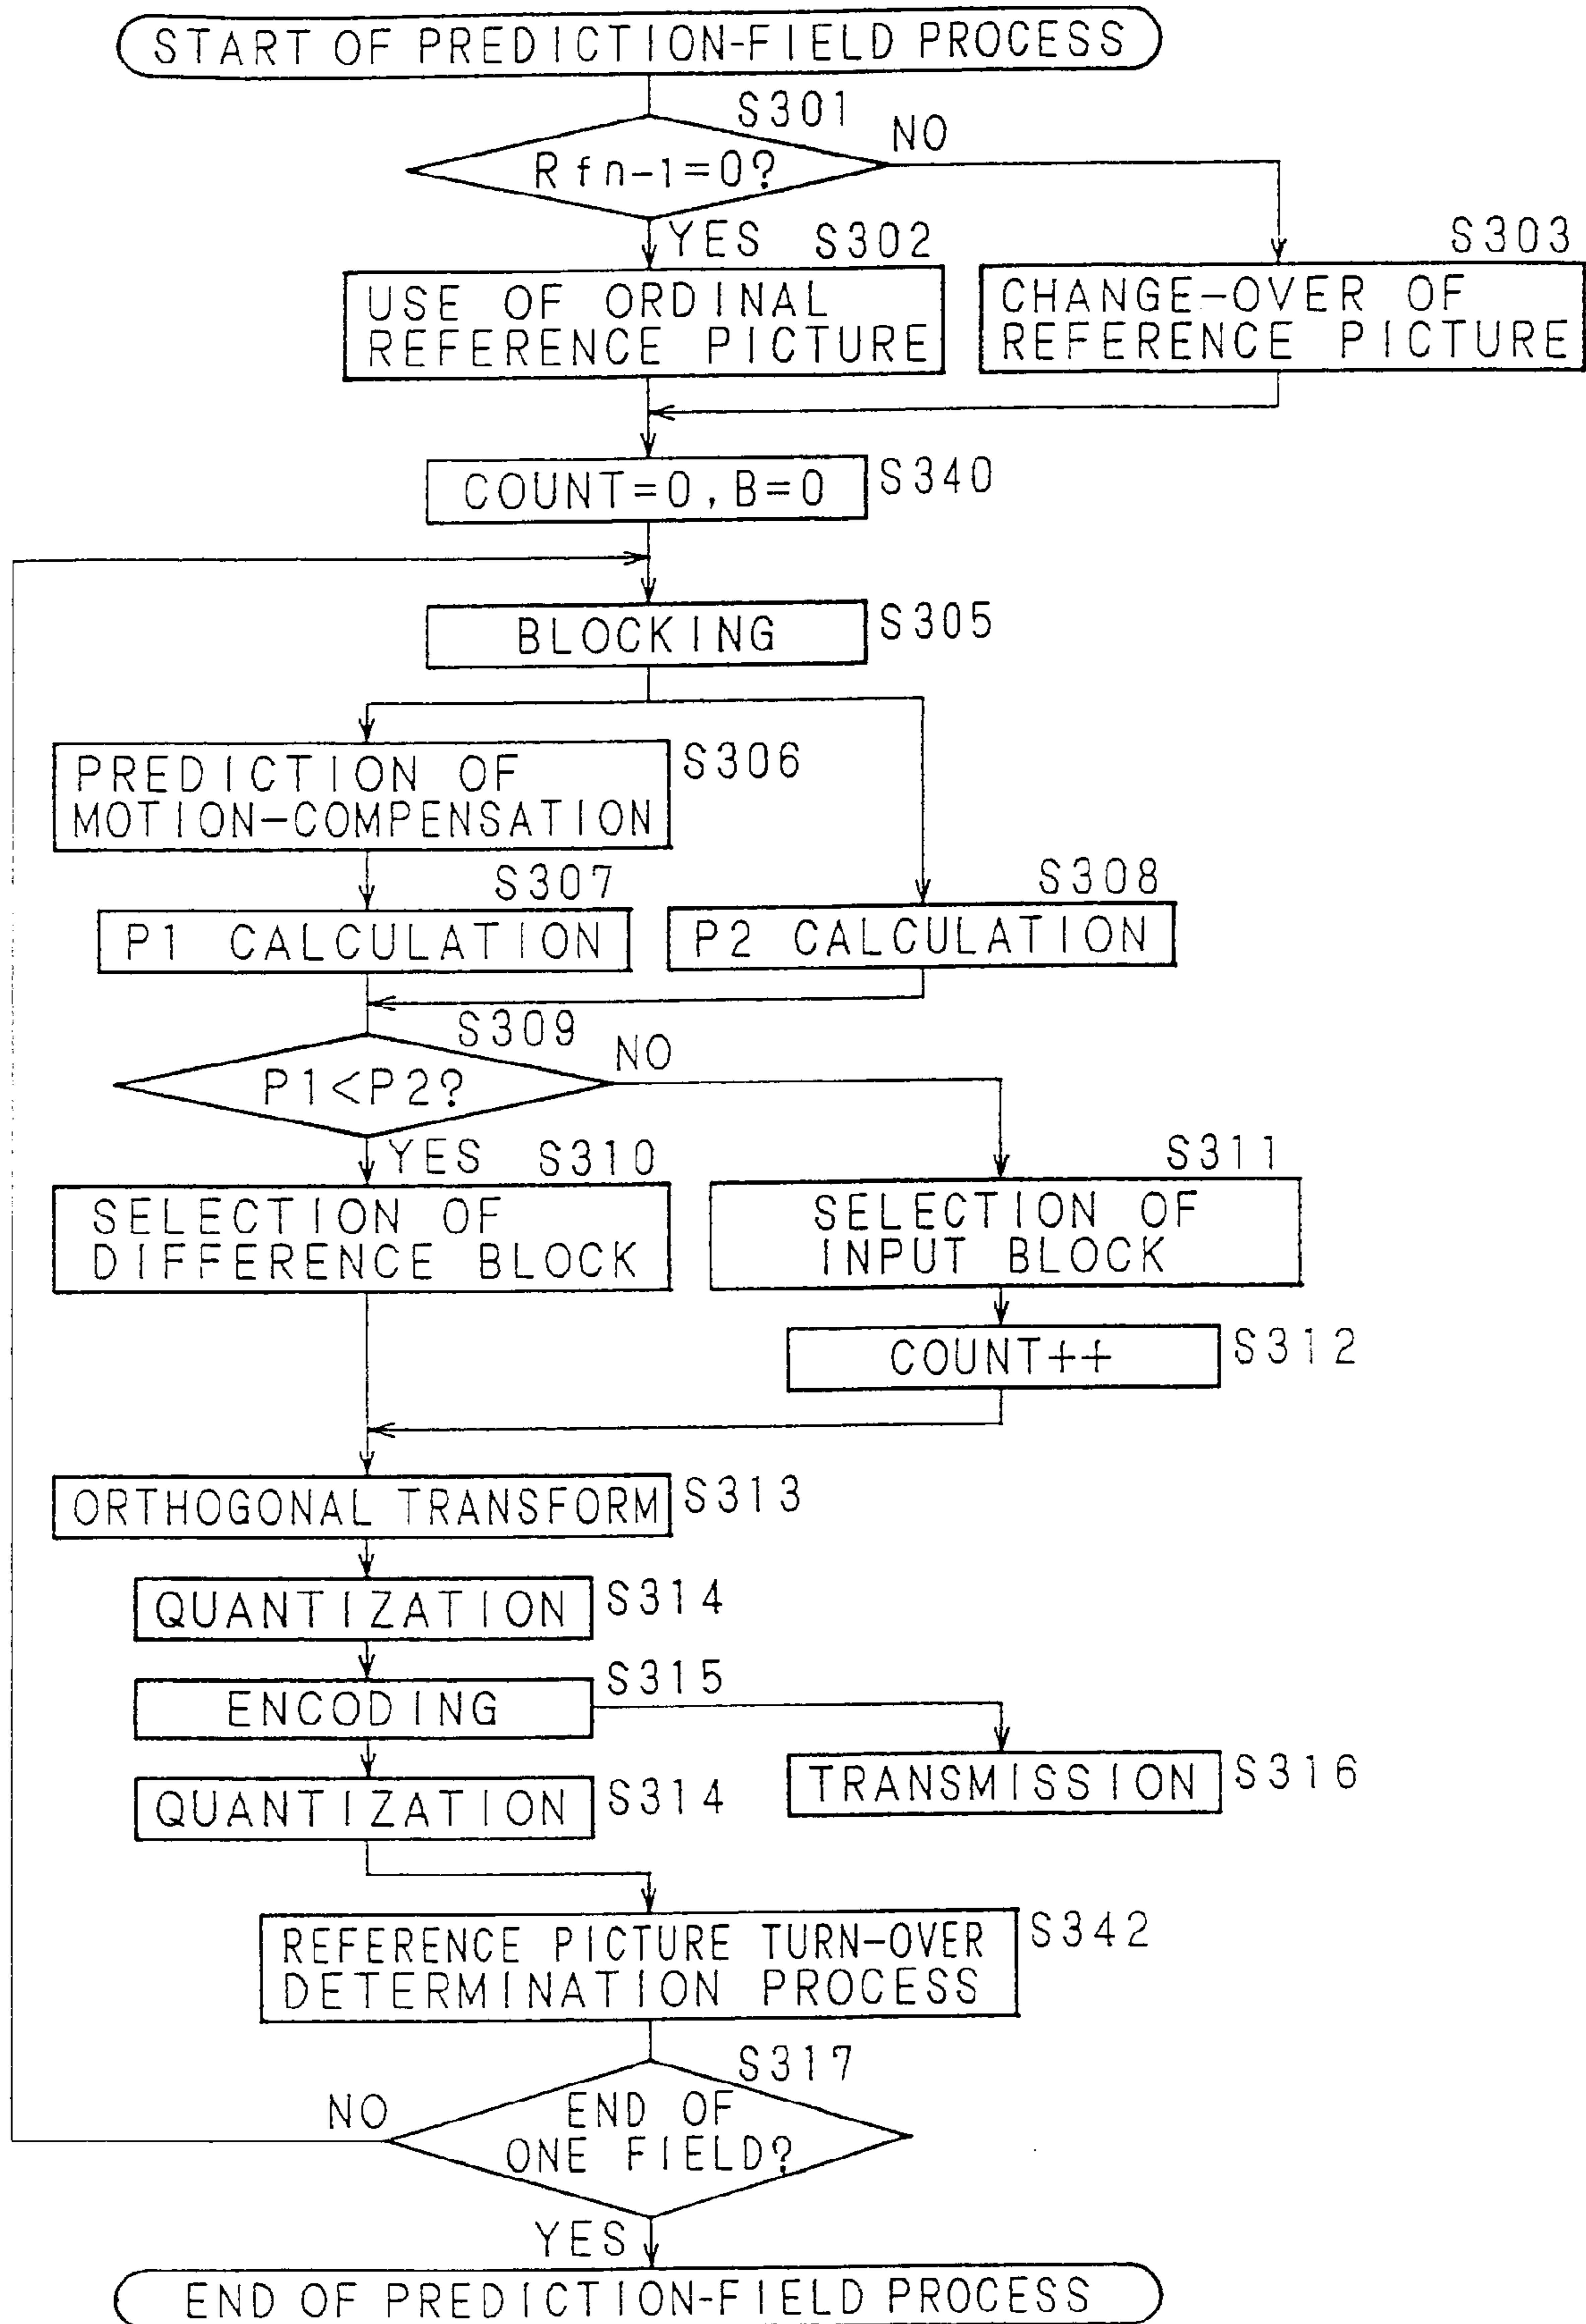 START OF PREDICTION-FIELD PROCESS
S301
Rfn-1=0?
NO
YES
S302
S303
USE OF ORDINAL
REFERENCE PICTURE
CHANGE-OVER OF
REFERENCE PICTURE
COUNT=0,B=0
S340
BLOCKING
S305
PREDICTION OF
MOTION-COMPENSATION
S306
S307
S308
P1 CALCULATION
P2 CALCULATION
S309
P1<P2?
NO
YES
S310
S311
SELECTION OF
DIFFERENCE BLOCK
SELECTION OF
INPUT BLOCK
COUNT++
S312
ORTHOGONAL TRANSFORM
S313
QUANTIZATION
S314
ENCODING
S315
QUANTIZATION
S314
TRANSMISSION
S316
REFERENCE PICTURE TURN-OVER
DETERMINATION PROCESS
S342
S317
END OF
ONE FIELD?
NO
YES
END OF PREDICTION-FIELD PROCESS